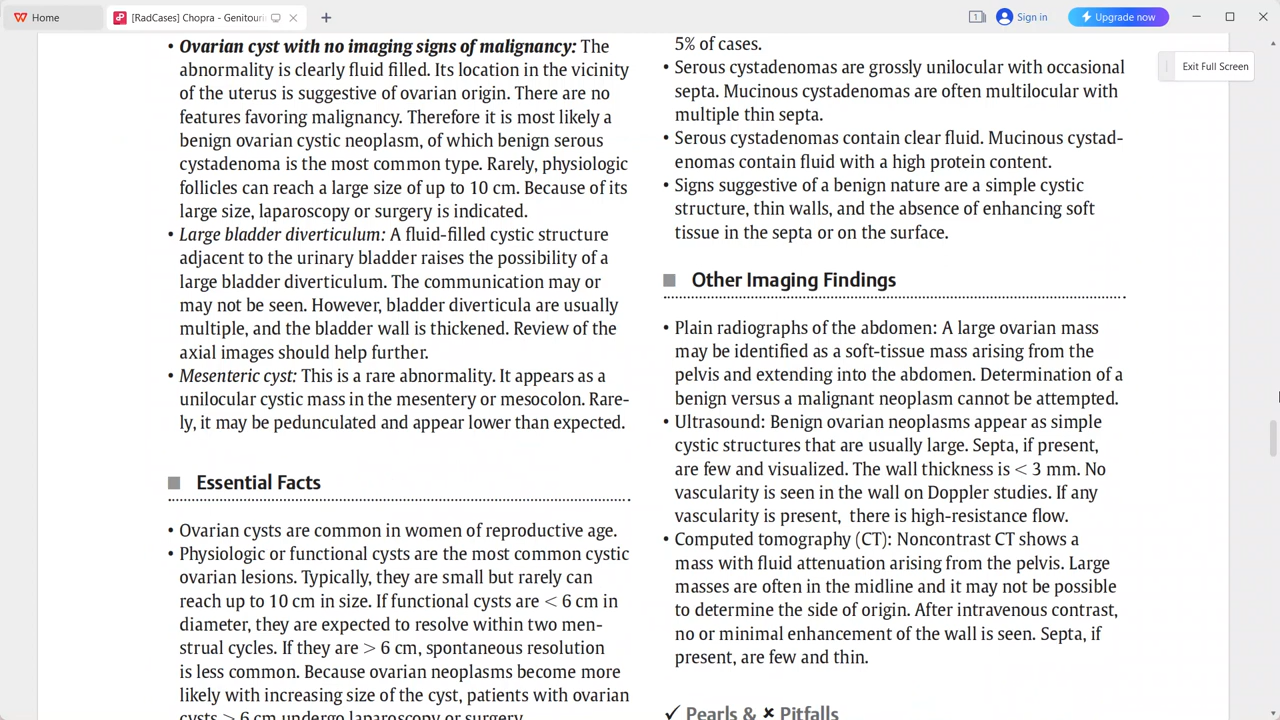 Home
[RadCases] Chopra - Genitouri
Sign in
Upgrade now
Exit Full Screen
• Ovarian cyst with no imaging signs of malignancy: The
abnormality is clearly fluid filled. Its location in the vicinity
of the uterus is suggestive of ovarian origin. There are no
features favoring malignancy. Therefore it is most likely a
benign ovarian cystic neoplasm, of which benign serous
cystadenoma is the most common type. Rarely, physiologic
follicles can reach a large size of up to 10 cm. Because of its
large size, laparoscopy or surgery is indicated.
• Large bladder diverticulum: A fluid-filled cystic structure
adjacent to the urinary bladder raises the possibility of a
large bladder diverticulum. The communication may or
may not be seen. However, bladder diverticula are usually
multiple, and the bladder wall is thickened. Review of the
axial images should help further.
• Mesenteric cyst: This is a rare abnormality. It appears as a
unilocular cystic mass in the mesentery or mesocolon. Rare-
ly, it may be pedunculated and appear lower than expected.
Essential Facts
• Ovarian cysts are common in women of reproductive age.
• Physiologic or functional cysts are the most common cystic
ovarian lesions. Typically, they are small but rarely can
reach up to 10 cm in size. If functional cysts are < 6 cm in
diameter, they are expected to resolve within two men-
strual cycles. If they are > 6 cm, spontaneous resolution
is less common. Because ovarian neoplasms become more
likely with increasing size of the cyst, patients with ovarian
cysts > 6 cm undergo laparoscopy or surgery.
5% of cases.
• Serous cystadenomas are grossly unilocular with occasional
septa. Mucinous cystadenomas are often multilocular with
multiple thin septa.
• Serous cystadenomas contain clear fluid. Mucinous cystad-
enomas contain fluid with a high protein content.
• Signs suggestive of a benign nature are a simple cystic
structure, thin walls, and the absence of enhancing soft
tissue in the septa or on the surface.
Other Imaging Findings
• Plain radiographs of the abdomen: A large ovarian mass
may be identified as a soft-tissue mass arising from the
pelvis and extending into the abdomen. Determination of a
benign versus a malignant neoplasm cannot be attempted.
• Ultrasound: Benign ovarian neoplasms appear as simple
cystic structures that are usually large. Septa, if present,
are few and visualized. The wall thickness is < 3 mm. No
vascularity is seen in the wall on Doppler studies. If any
vascularity is present, there is high-resistance flow.
• Computed tomography (CT): Noncontrast CT shows a
mass with fluid attenuation arising from the pelvis. Large
masses are often in the midline and it may not be possible
to determine the side of origin. After intravenous contrast,
no or minimal enhancement of the wall is seen. Septa, if
present, are few and thin.
✓ Pearls & ✗ Pitfalls